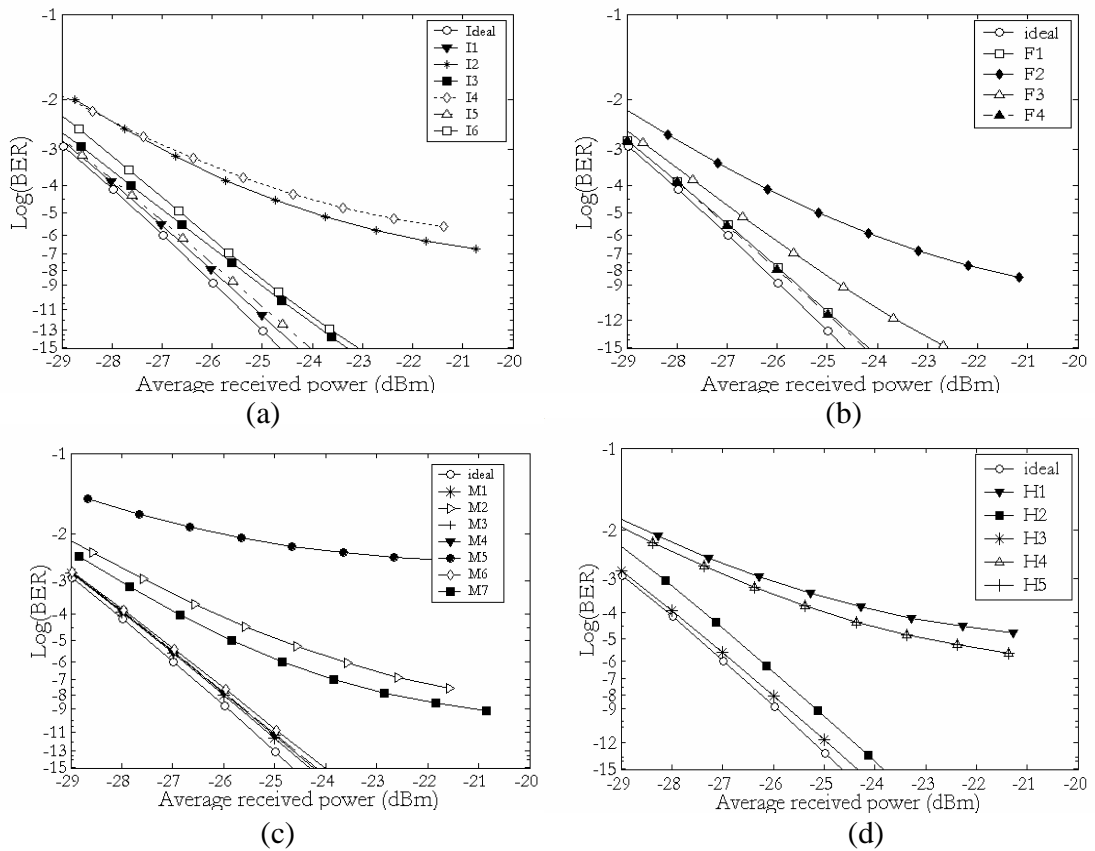 -1
-2
-3
-4
-5
-6
-7
-8
-9
-11
-13
-15
Log(BER)
-29 -28 -27 -26 -25 -24 -23 -22 -21 -20
Average received power (dBm)
Ideal
I1
I2
I3
I4
I5
I6
(a)
-1
-2
-3
-4
-5
-6
-7
-8
-9
-12
-15
Log(BER)
-29 -28 -27 -26 -25 -24 -23 -22 -21 -20
Average received power (dBm)
ideal
F1
F2
F3
F4
(b)
-1
-2
-3
-4
-5
-6
-7
-8
-9
-11
-13
-15
Log(BER)
-29 -28 -27 -26 -25 -24 -23 -22 -21 -20
Average received power (dBm)
ideal
M1
M2
M3
M4
M5
M6
M7
(c)
-1
-2
-3
-4
-5
-6
-7
-8
-9
-12
-15
Log(BER)
-29 -28 -27 -26 -25 -24 -23 -22 -21 -20
Average received power (dBm)
ideal
H1
H2
H3
H4
H5
(d)